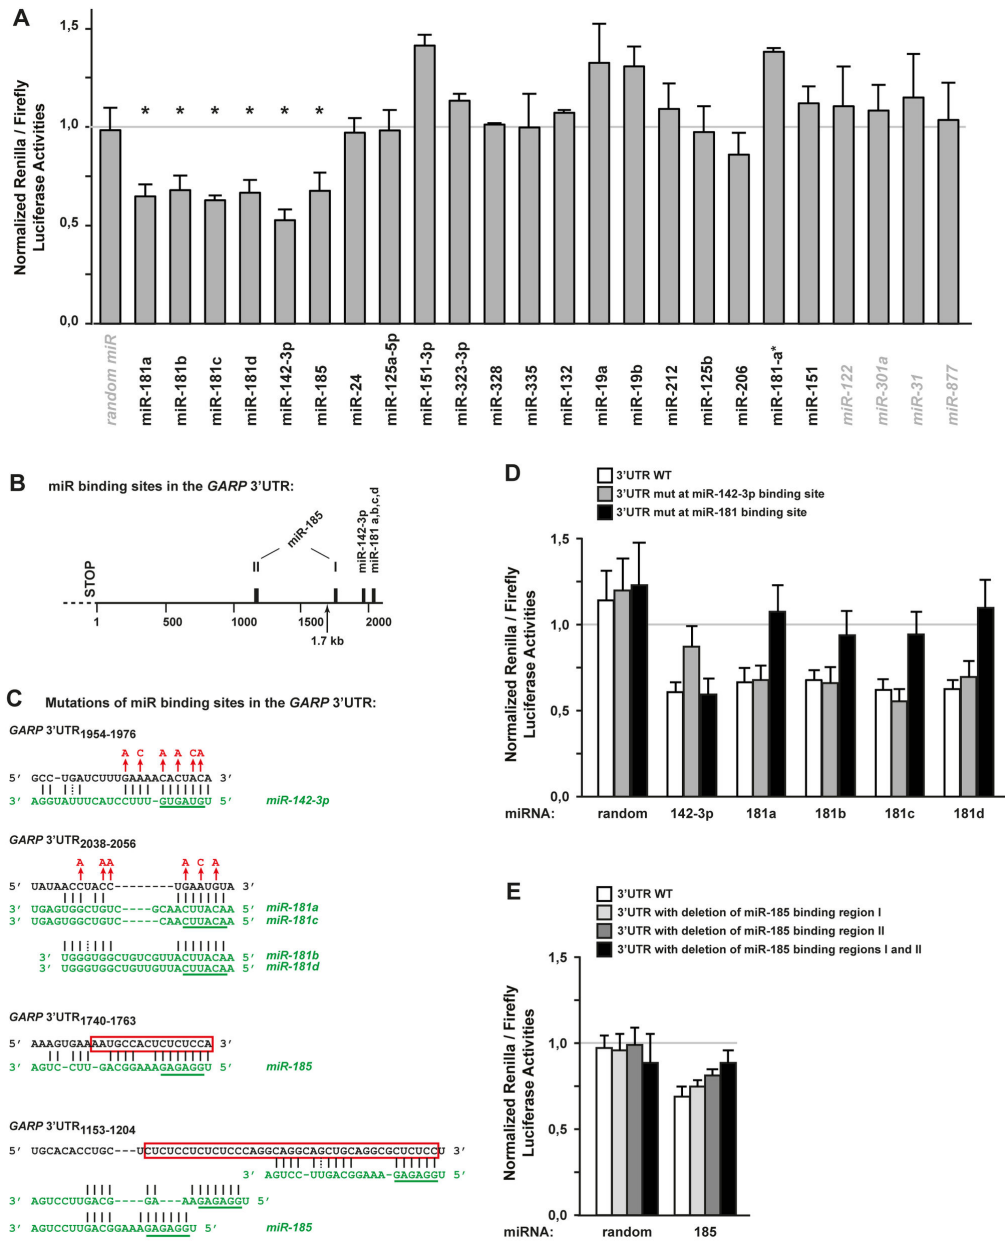 A
Normalized Renilla / Firefly
Luciferase Activities
1,5
1,0
0,5
0,0
* * * * * *
random miR
miR-181a
miR-181b
miR-181c
miR-181d
miR-142-3p
miR-185
miR-24
miR-125a-5p
miR-151-3p
miR-323-3p
miR-328
miR-335
miR-132
miR-19a
miR-19b
miR-212
miR-125b
miR-206
miR-181-a*
miR-151
miR-122
miR-301a
miR-31
miR-877
B miR binding sites in the GARP 3'UTR:
STOP
miR-185
II I
miR-142-3p
miR-181 a,b,c,d
1 500 1000 1500 2000
1.7 kb
C Mutations of miR binding sites in the GARP 3'UTR:
GARP 3'UTR1954-1976
A C A A C A
5' GCC-UGAUCUUUGAAAACACUACA 3'
3' AGGUAUUUCAUCCUUU-GUGAUGU 5' miR-142-3p
GARP 3'UTR2038-2056
A AA A C A
5' UAUAACCUACC-------UGAAUGUA 3'
3' UGAGUGGCUGUC----GCAACUUACAA 5' miR-181a
3' UGAGUGGCUGUC----CAACUUACAA 5' miR-181c
3' UGGGUGGCUGUCGUUACUUACAA 5' miR-181b
3' UGGGUGGCUGUUGUUACUUACAA 5' miR-181d
GARP 3'UTR1740-1763
5' AAAGUGAAAAUGCCACUCUCUCCA 3'
3' AGUC-CUU-GACGGAAAGAGAGGU 5' miR-185
GARP 3'UTR1153-1204
5' UGCACACCUGC---UCUCUCCUCUCUCCCAGGCAGGCAGCUGCAGGCGCUCUCCU 3'
3' AGUCC-UUGACGGAAA-GAGAGGU 5'
3' AGUCCUUGACG----GA---AAGAGAGGU 5'
3' AGUCCUUGACGGAAAGAGAGGU 5' miR-185
D
3'UTR WT
3'UTR mut at miR-142-3p binding site
3'UTR mut at miR-181 binding site
Normalized Renilla / Firefly
Luciferase Activities
1,5
1,0
0,5
0,0
miRNA: random 142-3p 181a 181b 181c 181d
E
3'UTR WT
3'UTR with deletion of miR-185 binding region I
3'UTR with deletion of miR-185 binding region II
3'UTR with deletion of miR-185 binding regions I and II
Normalized Renilla / Firefly
Luciferase Activities
1,5
1,0
0,5
0,0
miRNA: random 185